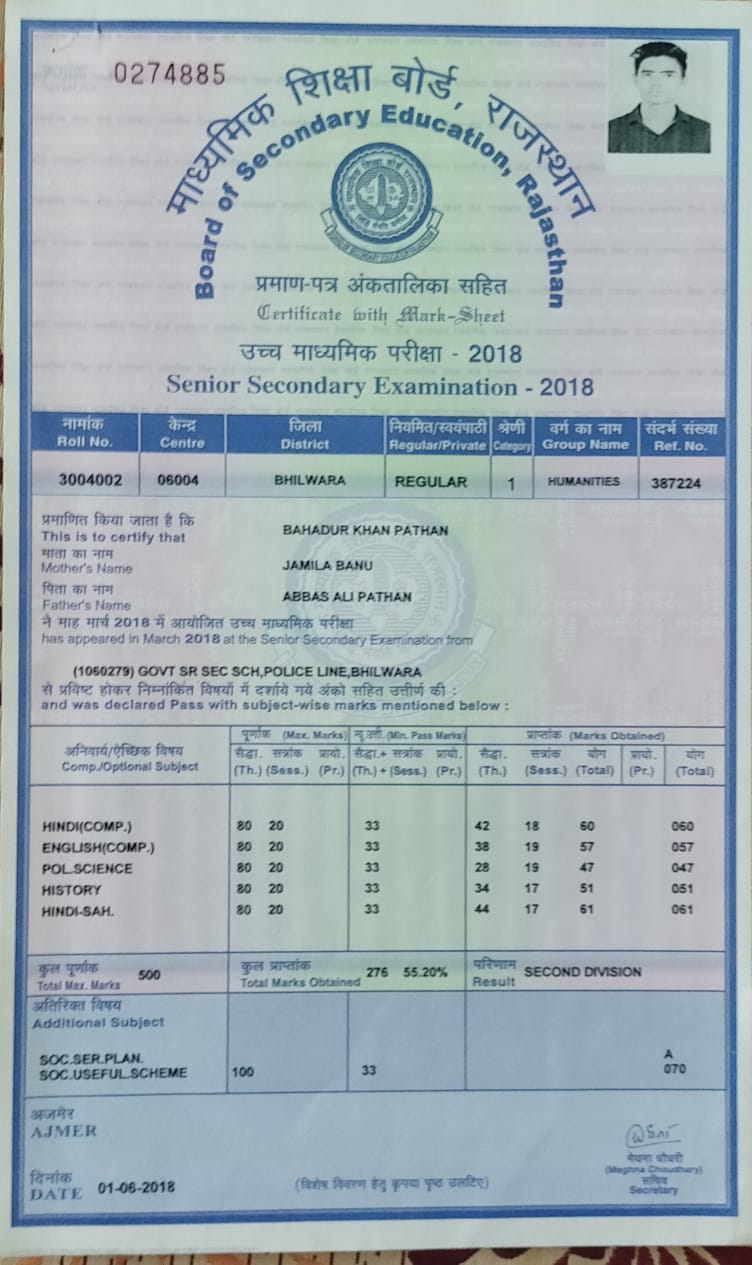 0274885
माध्यमिक शिक्षा बोर्ड, राजस्थान
Board of Secondary Education, Rajasthan
प्रमाण-पत्र अंकतालिका सहित
Certificate with Mark-Sheet
उच्च माध्यमिक परीक्षा - 2018
Senior Secondary Examination - 2018
नामांक केन्द्र जिला नियमित/स्वयंपाठी श्रेणी वर्ग का नाम संदर्भ संख्या
Roll No. Centre District Regular/Private Category Group Name Ref. No.
3004002 06004 BHILWARA REGULAR 1 HUMANITIES 387224
प्रमाणित किया जाता है कि
This is to certify that BAHADUR KHAN PATHAN
माता का नाम
Mother's Name JAMILA BANU
पिता का नाम
Father's Name ABBAS ALI PATHAN
ने माह मार्च 2018 में आयोजित उच्च माध्यमिक परीक्षा
has appeared in March 2018 at the Senior Secondary Examination from
(1060279) GOVT SR SEC SCH,POLICE LINE,BHILWARA
से प्रविष्ट होकर निम्नांकित विषयों में दर्शाये गये अंकों सहित उत्तीर्ण की :
and was declared Pass with subject-wise marks mentioned below :
पूर्णांक (Max. Marks) न्यू.उत्ती. (Min. Pass Marks) प्राप्तांक (Marks Obtained)
अनिवार्य/ऐच्छिक विषय सैद्धा. सत्रांक प्रायो. सैद्धा.+ सत्रांक प्रायो. सैद्धा. सत्रांक योग प्रायो. योग
Comp./Optional Subject (Th.) (Sess.) (Pr.) (Th.) + (Sess.) (Pr.) (Th.) (Sess.) (Total) (Pr.) (Total)
HINDI(COMP.) 80 20 33 42 18 60 060
ENGLISH(COMP.) 80 20 33 38 19 57 057
POL.SCIENCE 80 20 33 28 19 47 047
HISTORY 80 20 33 34 17 51 051
HINDI-SAH. 80 20 33 44 17 61 061
कुल पूर्णांक 500 कुल प्राप्तांक 276 55.20% परिणाम SECOND DIVISION
Total Max. Marks Total Marks Obtained Result
अतिरिक्त विषय
Additional Subject
SOC.SER.PLAN. A
SOC.USEFUL.SCHEME 100 33 070
अजमेर
AJMER
मेघना चौधरी
(Meghna Choudhary)
सचिव
Secretary
दिनांक
DATE 01-06-2018 (विशेष विवरण हेतु कृपया पृष्ठ उलटिए)